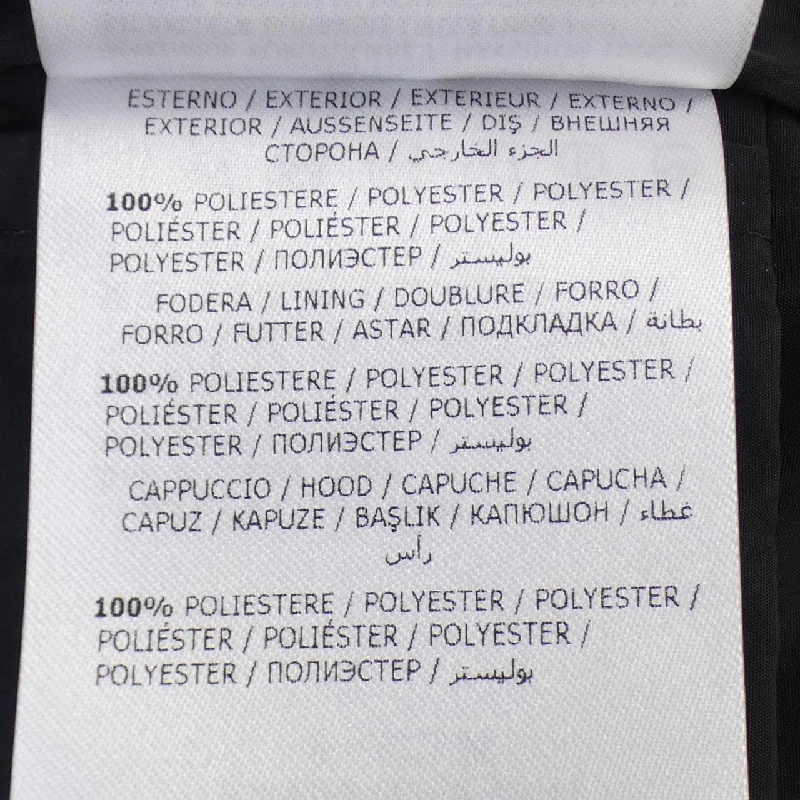 ESTERNO / EXTERIOR / EXTERIEUR / EXTERNO /
EXTERIOR / AUSSENSEITE / DIŞ / ВНЕШНЯЯ
СТОРОНА / الجزء الخارجي
100% POLIESTERE / POLYESTER / POLYESTER /
POLIÉSTER / POLIÉSTER / POLYESTER /
POLYESTER / ПОЛИЭСТЕР / بوليستر
FODERA / LINING / DOUBLURE / FORRO /
FORRO / FUTTER / ASTAR / ПОДКЛАДКА / بطانة
100% POLIESTERE / POLYESTER / POLYESTER /
POLIÉSTER / POLIÉSTER / POLYESTER /
POLYESTER / ПОЛИЭСТЕР / بوليستر
CAPPUCCIO / HOOD / CAPUCHE / CAPUCHA /
CAPUZ / KAPUZE / BAŞLIK / КАПЮШОН / غطاء
رأس
100% POLIESTERE / POLYESTER / POLYESTER /
POLIÉSTER / POLIÉSTER / POLYESTER /
POLYESTER / ПОЛИЭСТЕР / بوليستر